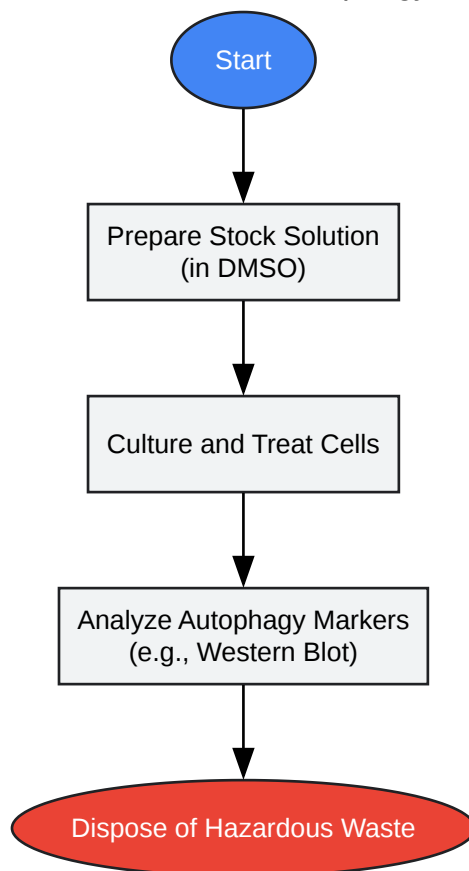 Start
Prepare Stock Solution
(in DMSO)
Culture and Treat Cells
Analyze Autophagy Markers
(e.g., Western Blot)
Dispose of Hazardous Waste